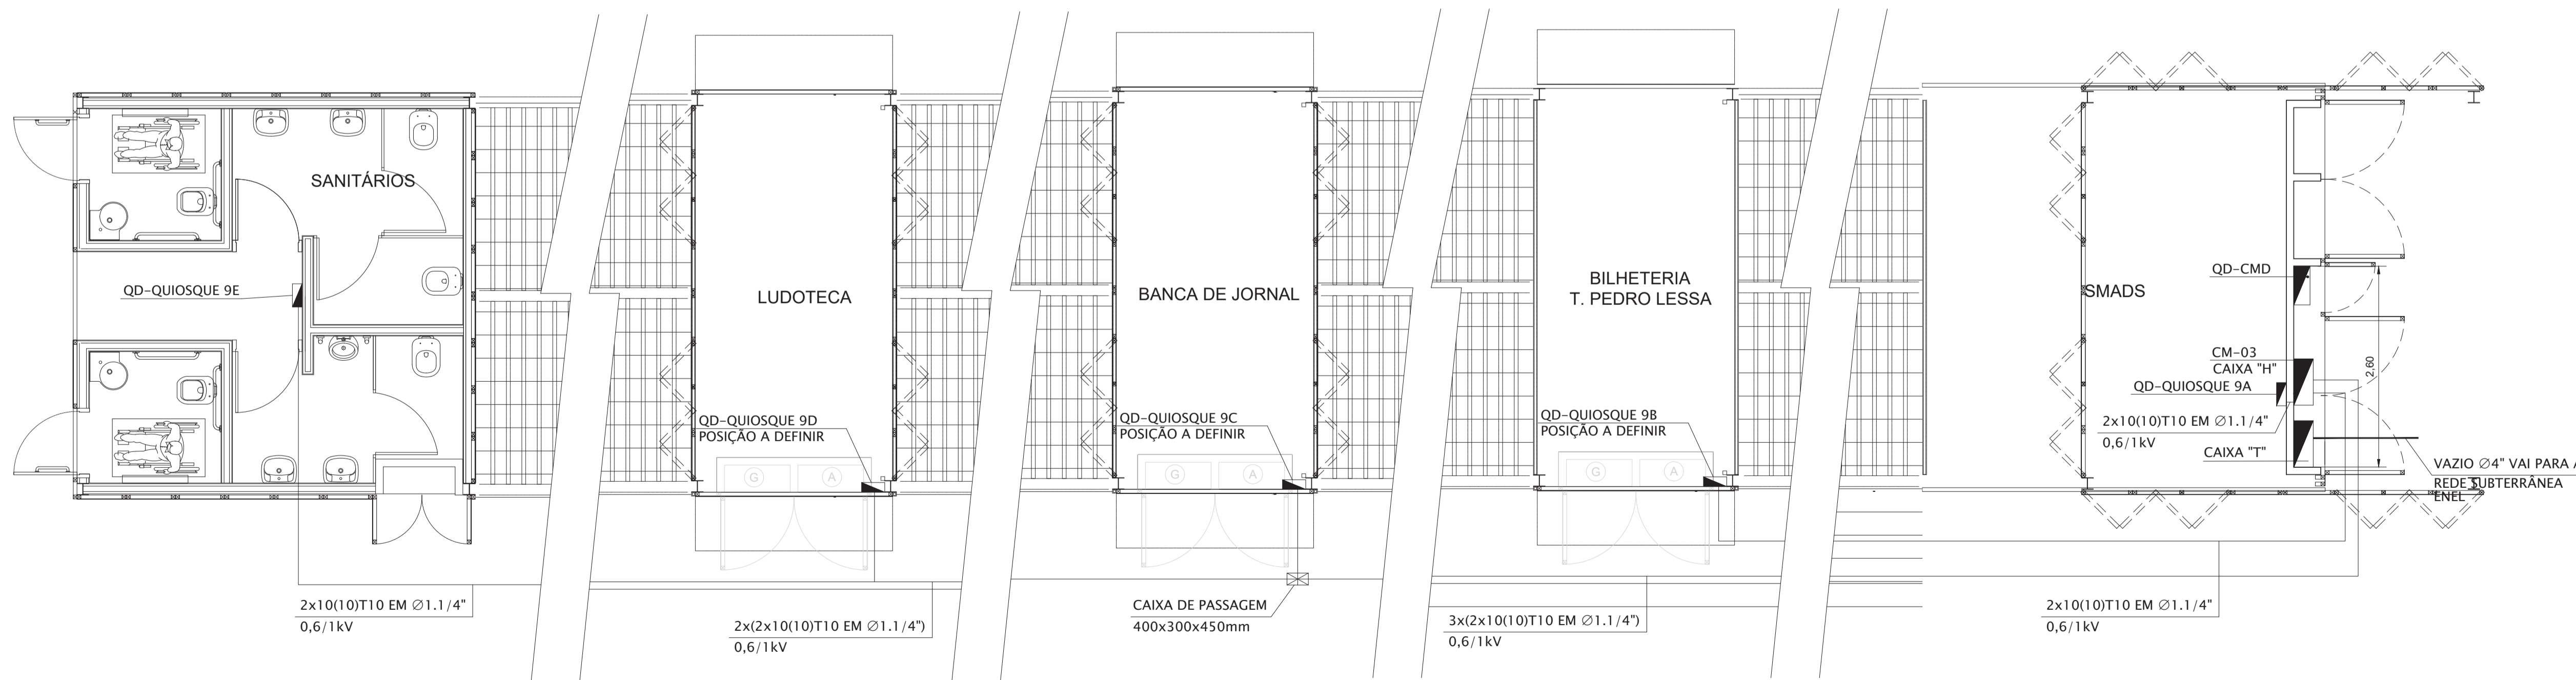 SANITÁRIOS
QD-QUIOSQUE 9E
2x10(10)T10 EM Ø1.1/4"
0,6/1kV
LUDOTECA
QD-QUIOSQUE 9D
POSIÇÃO A DEFINIR
G
A
2x(2x10(10)T10 EM Ø1.1/4")
0,6/1kV
BANCA DE JORNAL
QD-QUIOSQUE 9C
POSIÇÃO A DEFINIR
G
A
CAIXA DE PASSAGEM
400x300x450mm
BILHETERIA
T. PEDRO LESSA
QD-QUIOSQUE 9B
POSIÇÃO A DEFINIR
G
A
3x(2x10(10)T10 EM Ø1.1/4")
0,6/1kV
SMADS
QD-CMD
CM-03
CAIXA "H"
QD-QUIOSQUE 9A
2x10(10)T10 EM Ø1.1/4"
0,6/1kV
CAIXA "T"
2,60
VAZIO Ø4" VAI PARA A
REDE SUBTERRÂNEA
ENEL
2x10(10)T10 EM Ø1.1/4"
0,6/1kV